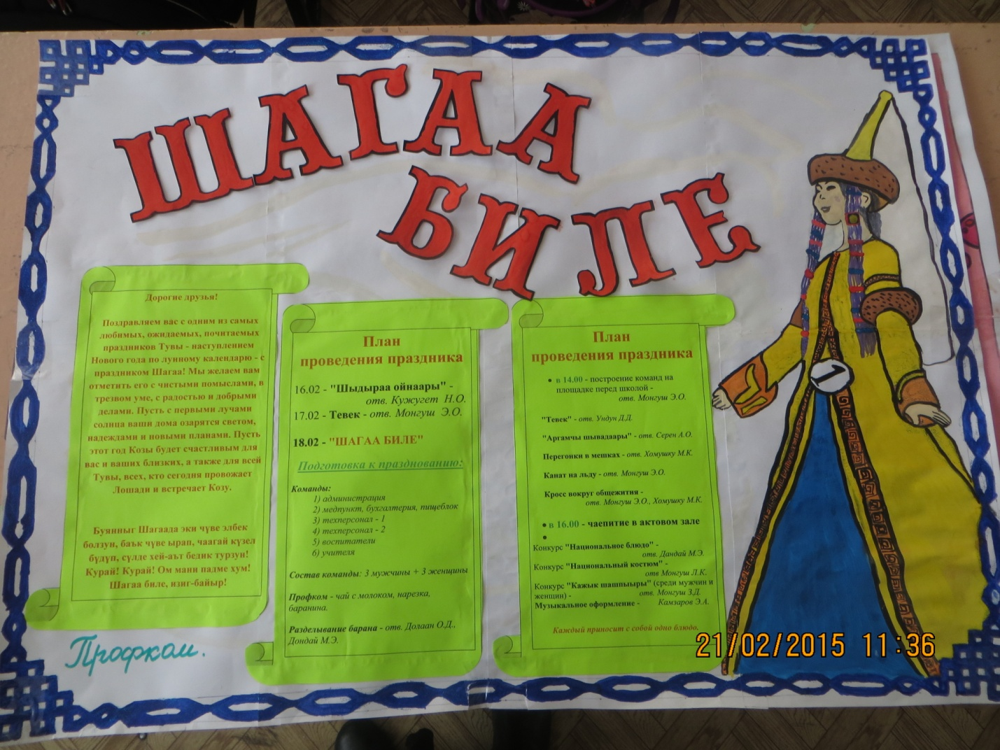 ШАГАА
БИЛЕ
Дорогие друзья!
Поздравляем вас с одним из самых
любимых, ожидаемых, почитаемых
праздников Тувы - наступлением
Нового года по лунному календарю - с
праздником Шагаа! Мы желаем вам
отметить его с чистыми помыслами, в
трезвом уме, с радостью и добрыми
делами. Пусть с первыми лучами
солнца ваши дома озарятся светом,
надеждами и новыми планами. Пусть
этот год Козы будет счастливым для
вас и ваших близких, а также для всей
Тувы, всех, кто сегодня провожает
Лошади и встречает Козу.
Буянныг Шагаада эки чүве элбек
болзун, баък чүве ырап, чаагай күзел
бүдүп, сүлде хей-аът бедик турзун!
Курай! Курай! Ом мани падме хум!
Шагаа биле, изиг-байыр!
Профком.
План
проведения праздника
16.02 - "Шыдыраа ойнаары" -
отв. Кужугет Н.О.
17.02 - Тевек - отв. Монгуш Э.О.
18.02 - "ШАГАА БИЛЕ"
Подготовка к празднованию:
Команды:
1) администрация
2) медпункт, бухгалтерия, пищеблок
3) техперсонал - 1
4) техперсонал - 2
5) воспитатели
6) учителя
Состав команды: 3 мужчины + 3 женщины
Профком - чай с молоком, нарезка,
баранина.
Разделывание барана - отв. Долаан О.Д.,
Дондай М.Э.
План
проведения праздника
• в 14.00 - построение команд на
площадке перед школой -
отв. Монгуш Э.О.
"Тевек" - отв. Ундун Д.Д.
"Аргамчы шывадаары" - отв. Серен А.О.
Перегонки в мешках - отв. Хомушку М.К.
Канат на льду - отв. Монгуш Э.О.
Кросс вокруг общежития -
отв. Монгуш Э.О., Хомушку М.К.
• в 16.00 - чаепитие в актовом зале
•
Конкурс "Национальное блюдо" -
отв. Дандай М.Э.
Конкурс "Национальный костюм" -
отв Монгуш Л.К.
Конкурс "Кажык шашпыыры" (среди мужчин и
женщин) - отв. Монгуш З.Д.
Музыкальное оформление - Камзаров Э.А.
Каждый приносит с собой одно блюдо.
21/02/2015 11:36